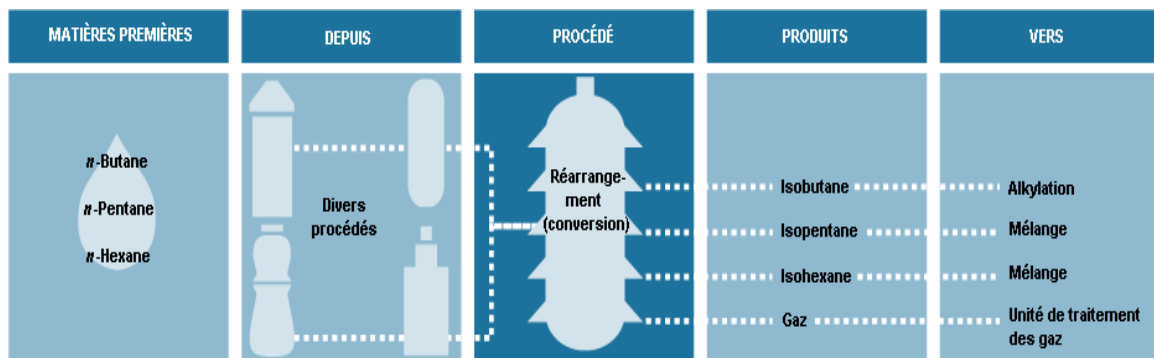 MATIÈRES PREMIÈRES
DEPUIS
PROCÉDÉ
PRODUITS
VERS
n-Butane
n-Pentane
n-Hexane
Divers
procédés
Réarrange-
ment
(conversion)
Isobutane
Alkylation
Isopentane
Mélange
Isohexane
Mélange
Gaz
Unité de traitement
des gaz